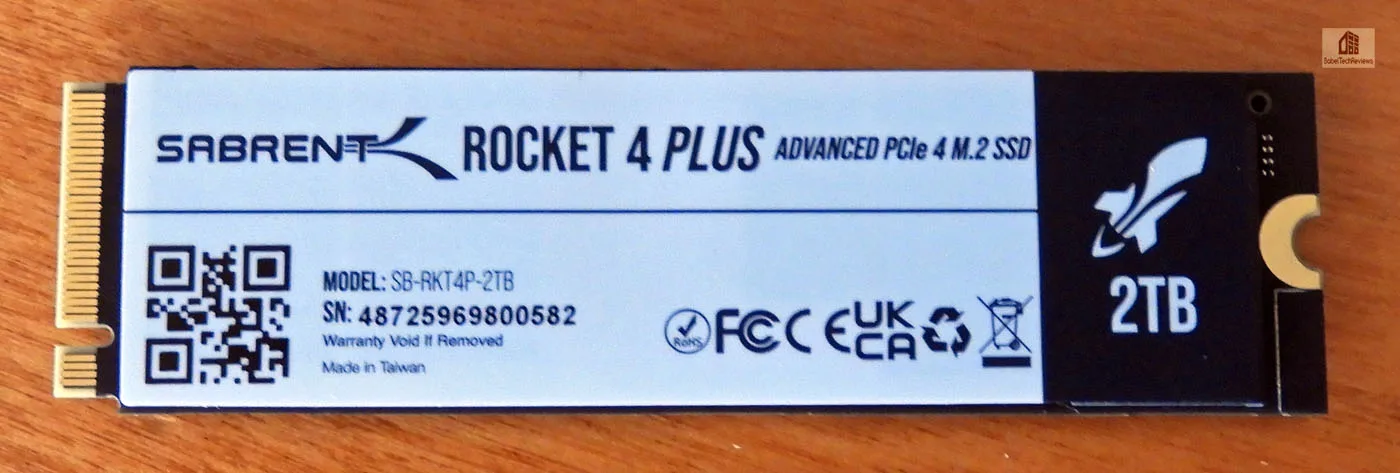 BabelTechReviews
SABRENT ROCKET 4 PLUS ADVANCED PCIe 4 M.2 SSD
MODEL: SB-RKT4P-2TB
SN: 48725969800582
Warranty Void If Removed
Made in Taiwan
RoHS FC CE UK CA
2TB